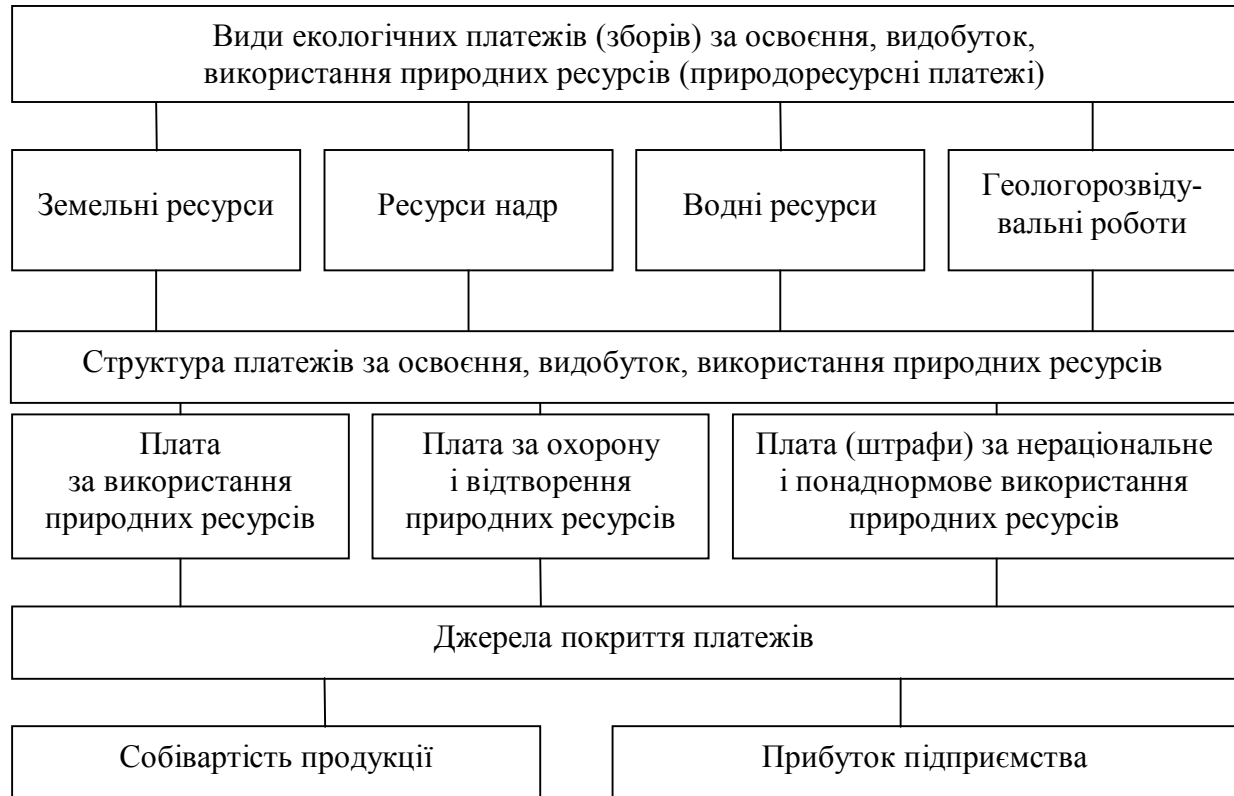 Види екологічних платежів (зборів) за освоєння, видобуток,
використання природних ресурсів (природоресурсні платежі)
Земельні ресурси
Ресурси надр
Водні ресурси
Геологорозвіду-
вальні роботи
Структура платежів за освоєння, видобуток, використання природних ресурсів
Плата
за використання
природних ресурсів
Плата за охорону
і відтворення
природних ресурсів
Плата (штрафи) за нераціональне
і понаднормове використання
природних ресурсів
Джерела покриття платежів
Собівартість продукції
Прибуток підприємства